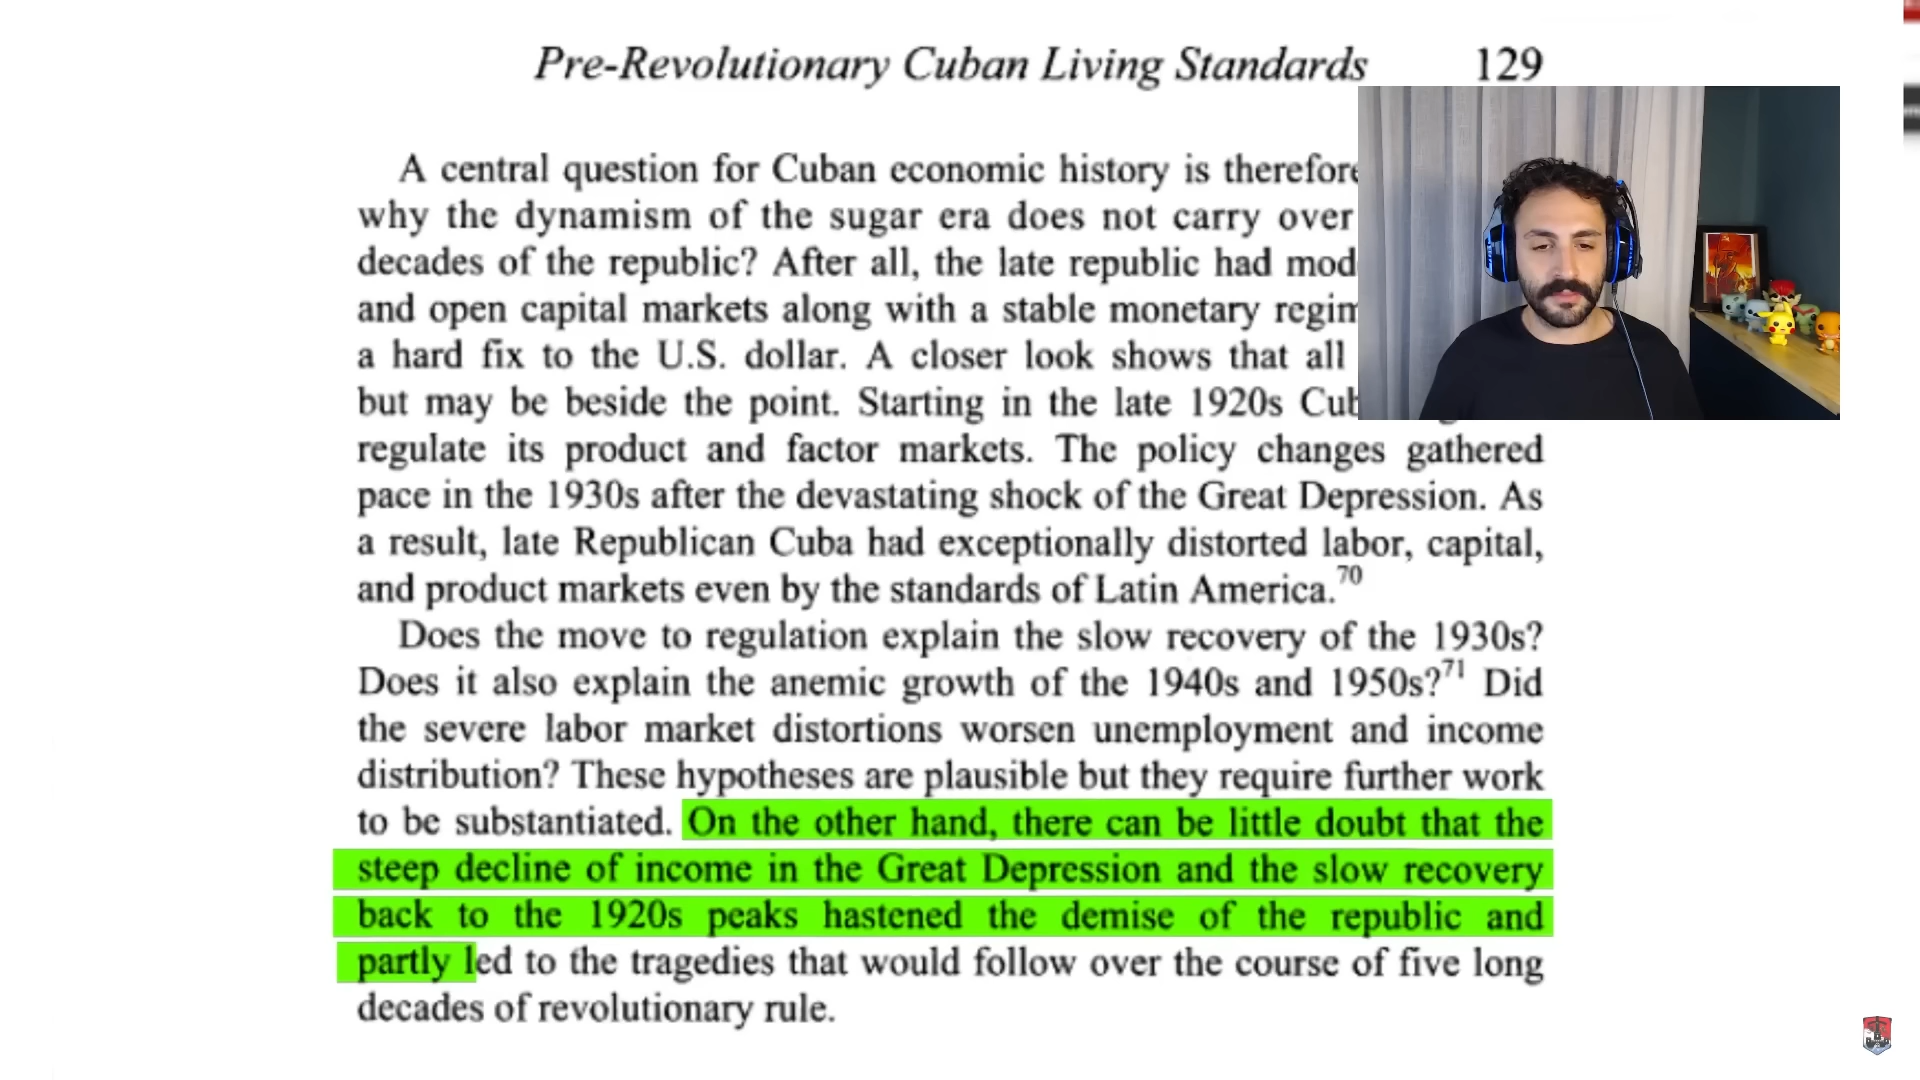 Pre-Revolutionary Cuban Living Standards 129
A central question for Cuban economic history is therefore
why the dynamism of the sugar era does not carry over
decades of the republic? After all, the late republic had
and open capital markets along with a stable monetary
a hard fix to the U.S. dollar. A closer look shows that all
but may be beside the point. Starting in the late 1920s
regulate its product and factor markets. The policy changes gathered
pace in the 1930s after the devastating shock of the Great Depression. As
a result, late Republican Cuba had exceptionally distorted labor, capital,
and product markets even by the standards of Latin America.70
Does the move to regulation explain the slow recovery of the 1930s?
Does it also explain the anemic growth of the 1940s and 1950s?71 Did
the severe labor market distortions worsen unemployment and income
distribution? These hypotheses are plausible but they require further work
to be substantiated. On the other hand, there can be little doubt that the
steep decline of income in the Great Depression and the slow recovery
back to the 1920s peaks hastened the demise of the republic and
partly led to the tragedies that would follow over the course of five long
decades of revolutionary rule.